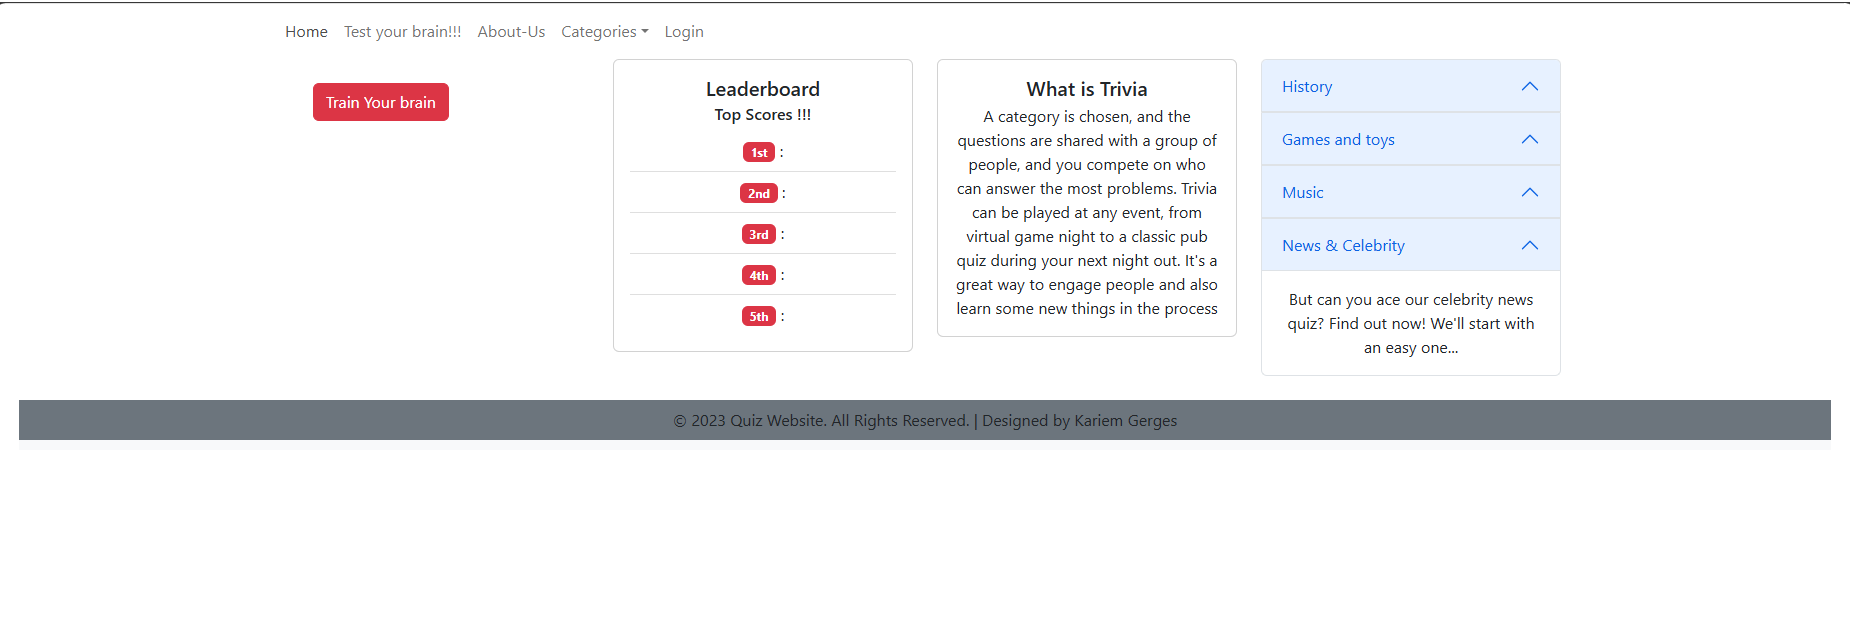 Home Test your brain!!! About-Us Categories Login
Train Your brain
Leaderboard
Top Scores !!!
1st :
2nd :
3rd :
4th :
5th :
What is Trivia
A category is chosen, and the
questions are shared with a group of
people, and you compete on who
can answer the most problems. Trivia
can be played at any event, from
virtual game night to a classic pub
quiz during your next night out. It's a
great way to engage people and also
learn some new things in the process
History
Games and toys
Music
News & Celebrity
But can you ace our celebrity news
quiz? Find out now! We'll start with
an easy one...
© 2023 Quiz Website. All Rights Reserved. | Designed by Kariem Gerges